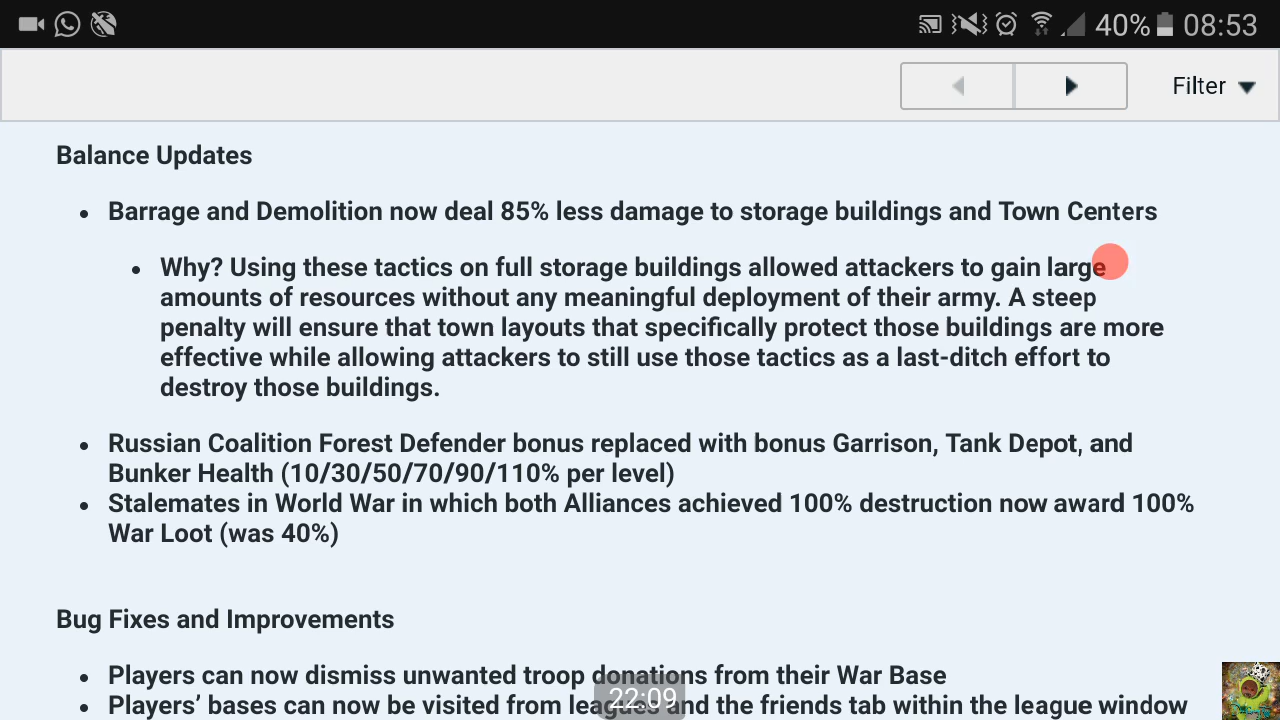 40% 08:53
Filter
Balance Updates
Barrage and Demolition now deal 85% less damage to storage buildings and Town Centers
Why? Using these tactics on full storage buildings allowed attackers to gain large
amounts of resources without any meaningful deployment of their army. A steep
penalty will ensure that town layouts that specifically protect those buildings are more
effective while allowing attackers to still use those tactics as a last-ditch effort to
destroy those buildings.
Russian Coalition Forest Defender bonus replaced with bonus Garrison, Tank Depot, and
Bunker Health (10/30/50/70/90/110% per level)
Stalemates in World War in which both Alliances achieved 100% destruction now award 100%
War Loot (was 40%)
Bug Fixes and Improvements
Players can now dismiss unwanted troop donations from their War Base
Players’ bases can now be visited from leagues and the friends tab within the league window
22:09